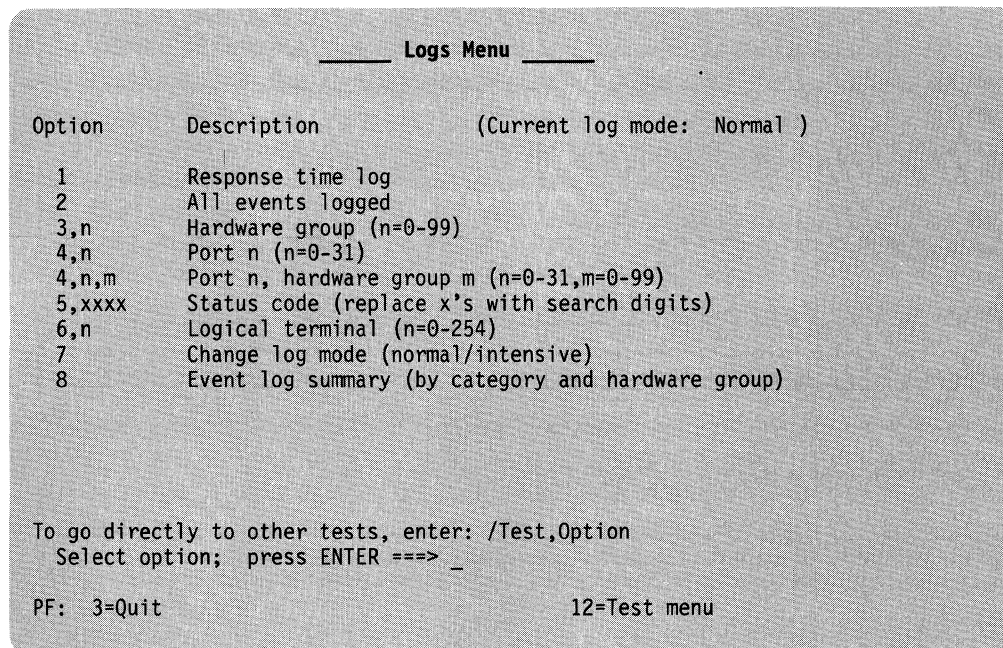 ______ Logs Menu ______
Option Description (Current log mode: Normal )
1 Response time log
2 All events logged
3,n Hardware group (n=0-99)
4,n Port n (n=0-31)
4,n,m Port n, hardware group m (n=0-31,m=0-99)
5,xxxx Status code (replace x's with search digits)
6,n Logical terminal (n=0-254)
7 Change log mode (normal/intensive)
8 Event log summary (by category and hardware group)
To go directly to other tests, enter: /Test,Option
Select option; press ENTER ===> _
PF: 3=Quit 12=Test menu